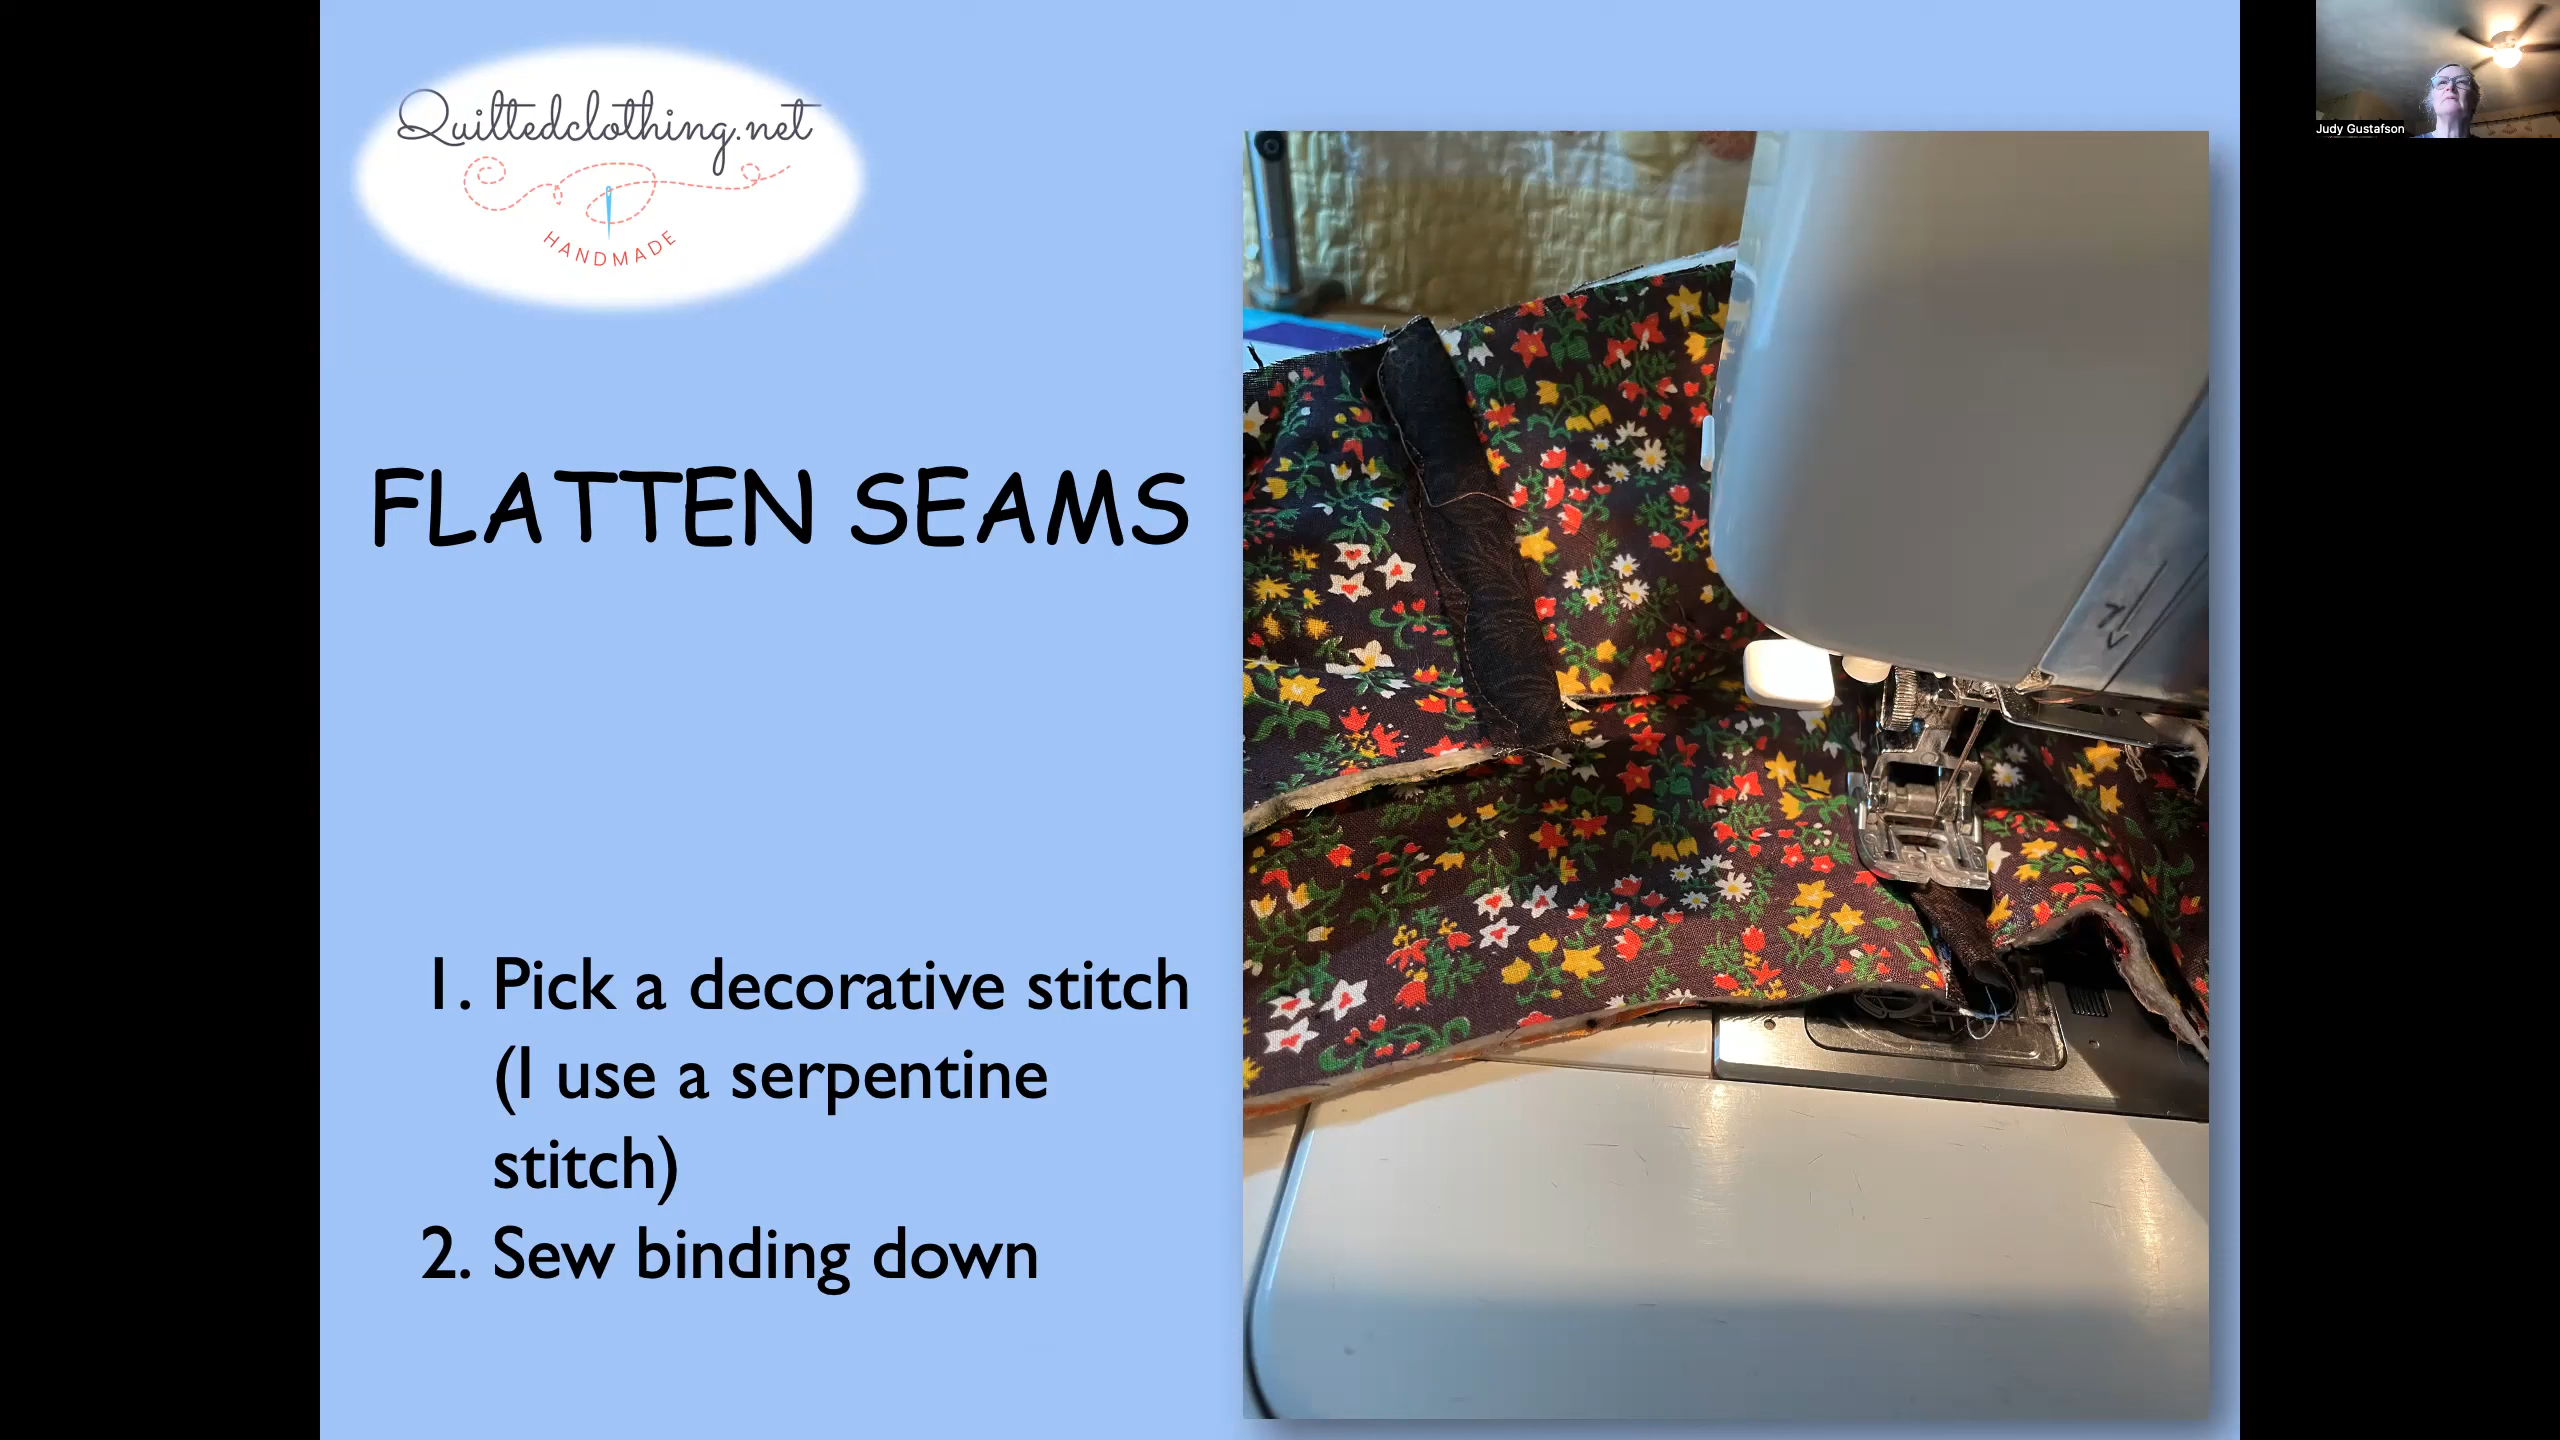 Quiltedclothing.net
HANDMADE
FLATTEN SEAMS
1. Pick a decorative stitch
(I use a serpentine
stitch)
2. Sew binding down
Judy Gustafson